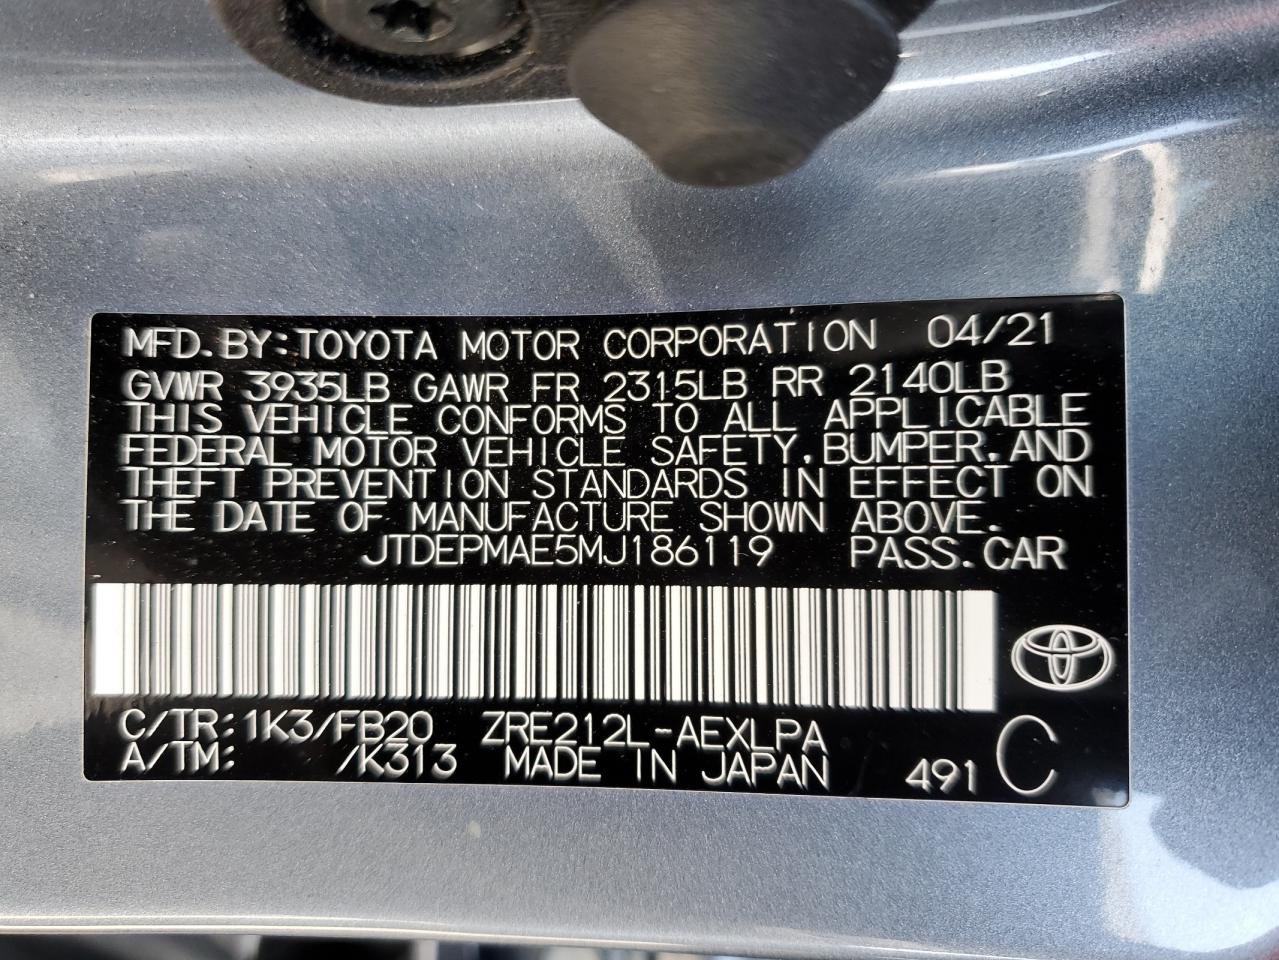 MFD. BY: TOYOTA MOTOR CORPORATION 04/21
GVWR 3935LB GAWR FR 2315LB RR 2140LB
THIS VEHICLE CONFORMS TO ALL APPLICABLE
FEDERAL MOTOR VEHICLE SAFETY, BUMPER, AND
THEFT PREVENTION STANDARDS IN EFFECT ON
THE DATE OF MANUFACTURE SHOWN ABOVE.
JTDEPMAE5MJ186119 PASS. CAR
C/TR: 1K3/FB20 ZRE212L-AEXLPA
A/TM: /K313 MADE IN JAPAN 491 C